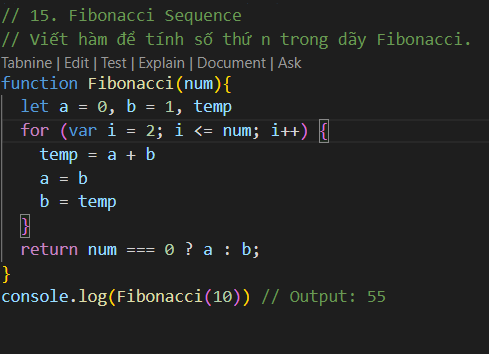 // 15. Fibonacci Sequence
// Viết hàm để tính số thứ n trong dãy Fibonacci.
Tabnine | Edit | Test | Explain | Document | Ask
function Fibonacci(num){
  let a = 0, b = 1, temp
  for (var i = 2; i <= num; i++) {
    temp = a + b
    a = b
    b = temp
  }
  return num === 0 ? a : b;
}
console.log(Fibonacci(10)) // Output: 55